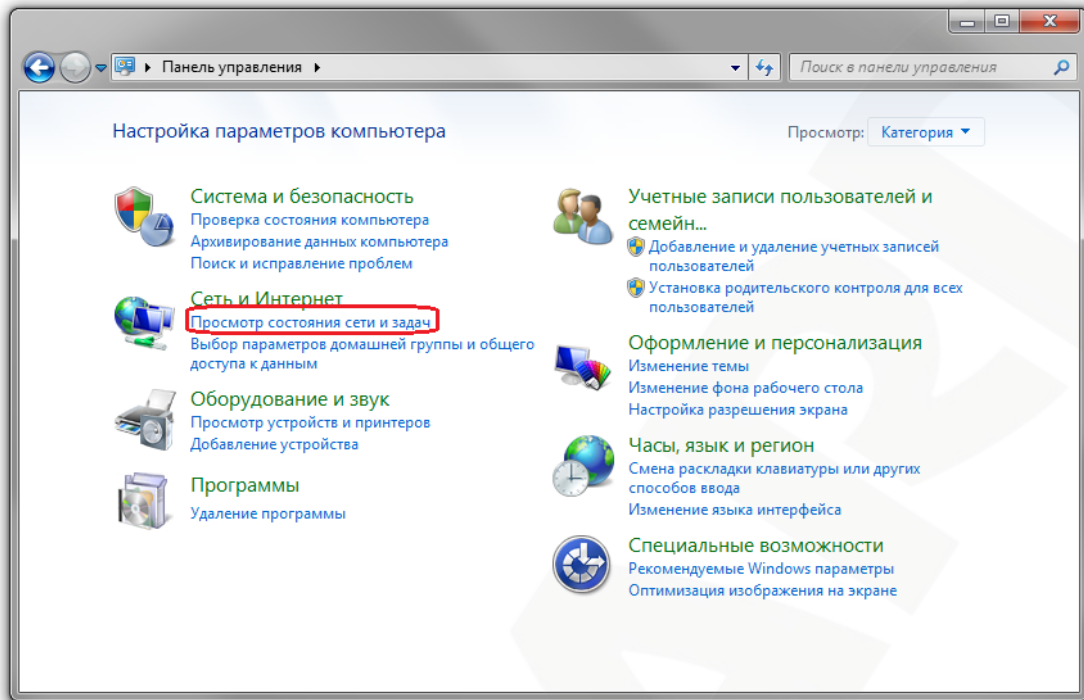 Панель управления
Поиск в панели управления
Настройка параметров компьютера
Просмотр: Категория
Система и безопасность
Проверка состояния компьютера
Архивирование данных компьютера
Поиск и исправление проблем
Сеть и Интернет
Просмотр состояния сети и задач
Выбор параметров домашней группы и общего
доступа к данным
Оборудование и звук
Просмотр устройств и принтеров
Добавление устройства
Программы
Удаление программы
Учетные записи пользователей и
семейн...
Добавление и удаление учетных записей
пользователей
Установка родительского контроля для всех
пользователей
Оформление и персонализация
Изменение темы
Изменение фона рабочего стола
Настройка разрешения экрана
Часы, язык и регион
Смена раскладки клавиатуры или других
способов ввода
Изменение языка интерфейса
Специальные возможности
Рекомендуемые Windows параметры
Оптимизация изображения на экране